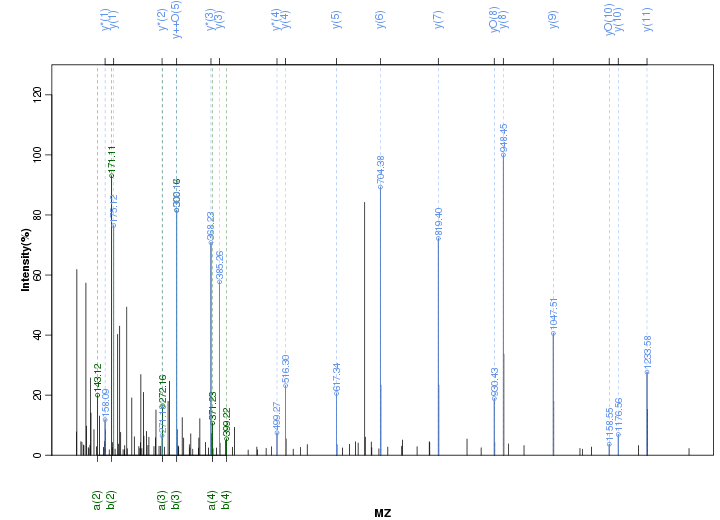 y*(1)
y(1)
y*(2)
y++O(5)
y*(3)
y(3)
y*(4)
y(4)
y(5)
y(6)
y(7)
yO(8)
y(8)
y(9)
yO(10)
y(10)
y(11)
Intensity(%)
0
20
40
60
80
100
120
143.12
158.09
171.11
175.12
272.16
368.23
385.26
371.23
399.22
499.27
516.30
617.34
704.38
819.40
930.43
948.45
1047.51
1158.55
1176.56
1233.58
a(2)
b(2)
a(3)
b(3)
a(4)
b(4)
MZ